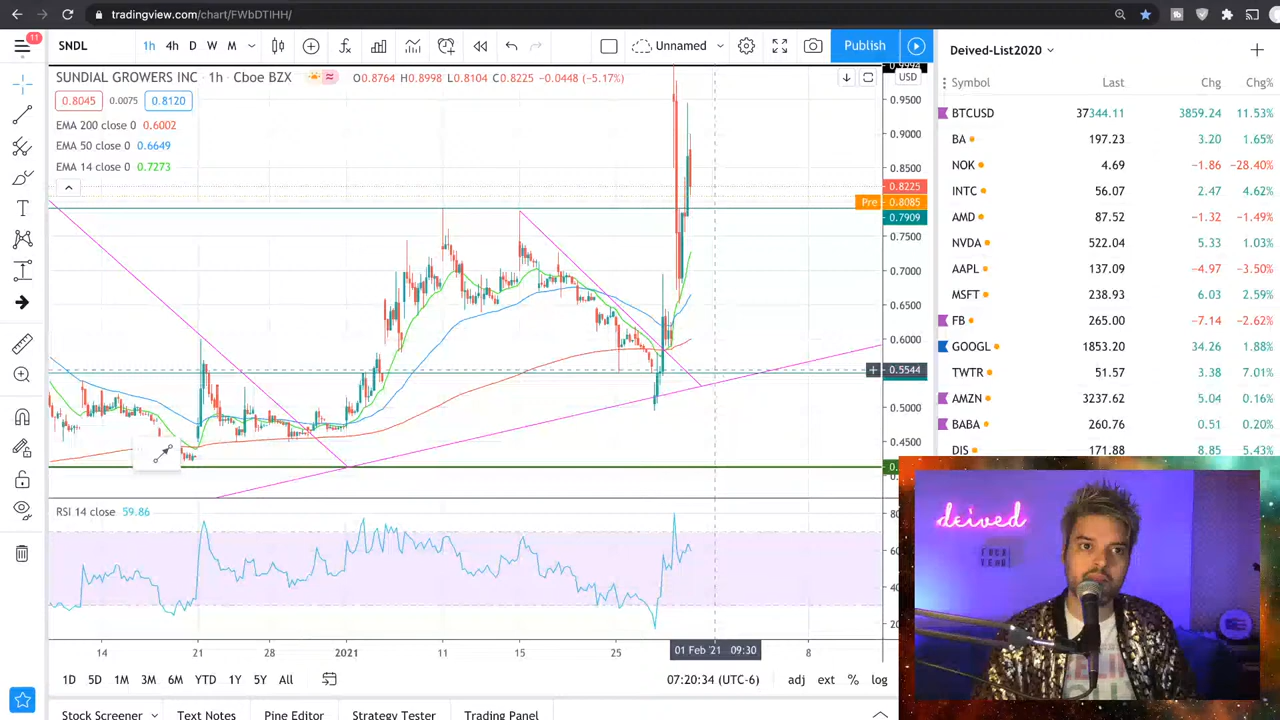 tradingview.com/chart/FWbDTIHH/
11
SNDL 1h 4h D W M Unnamed Publish
SUNDIAL GROWERS INC · 1h · Cboe BZX O0.8764 H0.8998 L0.8104 C0.8225 −0.0448 (−5.17%)
0.8045 0.0075 0.8120
EMA 200 close 0 0.6002
EMA 50 close 0 0.6649
EMA 14 close 0 0.7273
USD
0.9994
0.9500
0.9000
0.8500
0.8225
Pre 0.8085
0.7909
0.7500
0.7000
0.6500
0.6000
0.5544
0.5000
0.4500
RSI 14 close 59.86
14 21 28 2021 11 15 25 01 Feb '21 09:30 8
1D 5D 1M 3M 6M YTD 1Y 5Y All 07:20:34 (UTC-6) adj ext % log
Stock Screener Text Notes Pine Editor Strategy Tester Trading Panel
Deived-List2020
Symbol Last Chg Chg%
BTCUSD 37344.11 3859.24 11.53%
BA 197.23 3.20 1.65%
NOK 4.69 −1.86 −28.40%
INTC 56.07 2.47 4.62%
AMD 87.52 −1.32 −1.49%
NVDA 522.04 5.33 1.03%
AAPL 137.09 −4.97 −3.50%
MSFT 238.93 6.03 2.59%
FB 265.00 −7.14 −2.62%
GOOGL 1853.20 34.26 1.88%
TWTR 51.57 3.38 7.01%
AMZN 3237.62 5.04 0.16%
BABA 260.76 0.51 0.20%
DIS 171.88 8.85 5.43%
deived